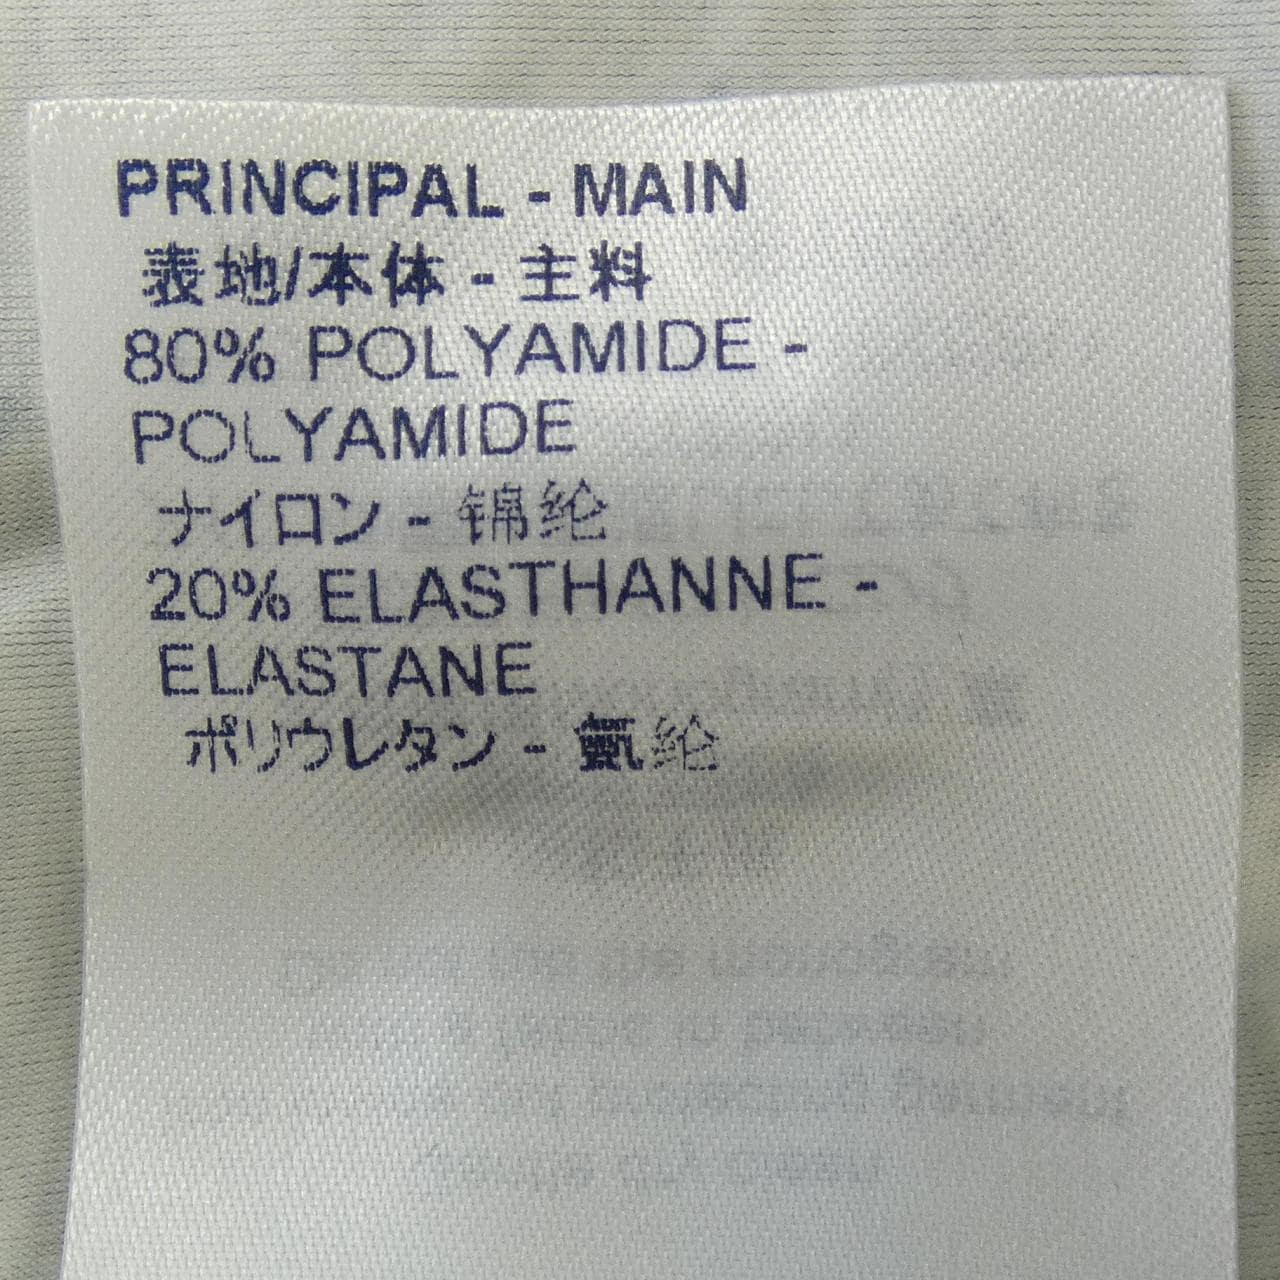 PRINCIPAL - MAIN
表地/本体 - 主料
80% POLYAMIDE -
POLYAMIDE
ナイロン - 锦纶
20% ELASTHANNE -
ELASTANE
ポリウレタン - 氨纶